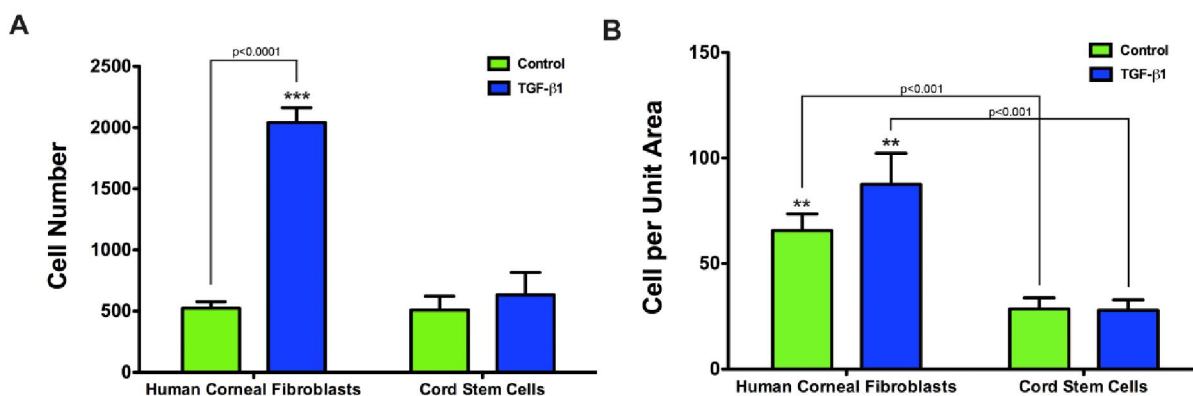 A
p<0.0001
Control
TGF-β1
***
Cell Number
2500
2000
1500
1000
500
0
Human Corneal Fibroblasts
Cord Stem Cells
B
Control
TGF-β1
p<0.001
p<0.001
**
**
Cell per Unit Area
150
100
50
0
Human Corneal Fibroblasts
Cord Stem Cells